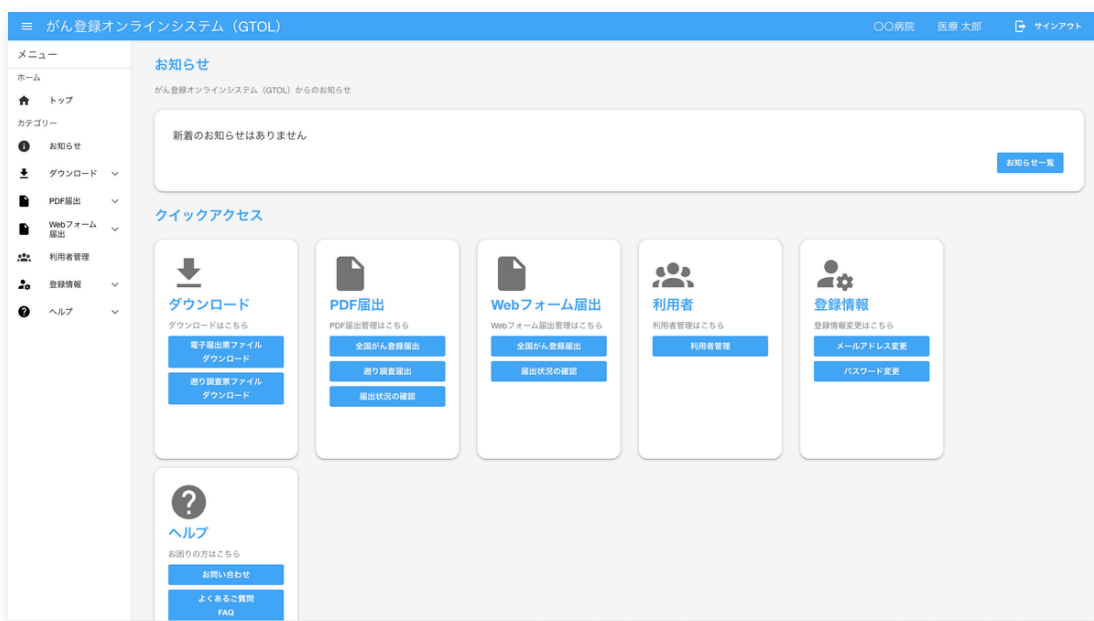 がん登録オンラインシステム（GTOL）
〇〇病院
医療 太郎
サインアウト
メニュー
ホーム
トップ
カテゴリー
お知らせ
ダウンロード
PDF届出
Webフォーム
届出
利用者管理
登録情報
ヘルプ
お知らせ
がん登録オンラインシステム（GTOL）からのお知らせ
新着のお知らせはありません
お知らせ一覧
クイックアクセス
ダウンロード
ダウンロードはこちら
電子届出票ファイル
ダウンロード
遡り調査票ファイル
ダウンロード
PDF届出
PDF届出管理はこちら
全国がん登録届出
遡り調査届出
届出状況の確認
Webフォーム届出
Webフォーム届出管理はこちら
全国がん登録届出
届出状況の確認
利用者
利用者管理はこちら
利用者管理
登録情報
登録情報変更はこちら
メールアドレス変更
パスワード変更
ヘルプ
お困りの方はこちら
お問い合わせ
よくあるご質問
FAQ